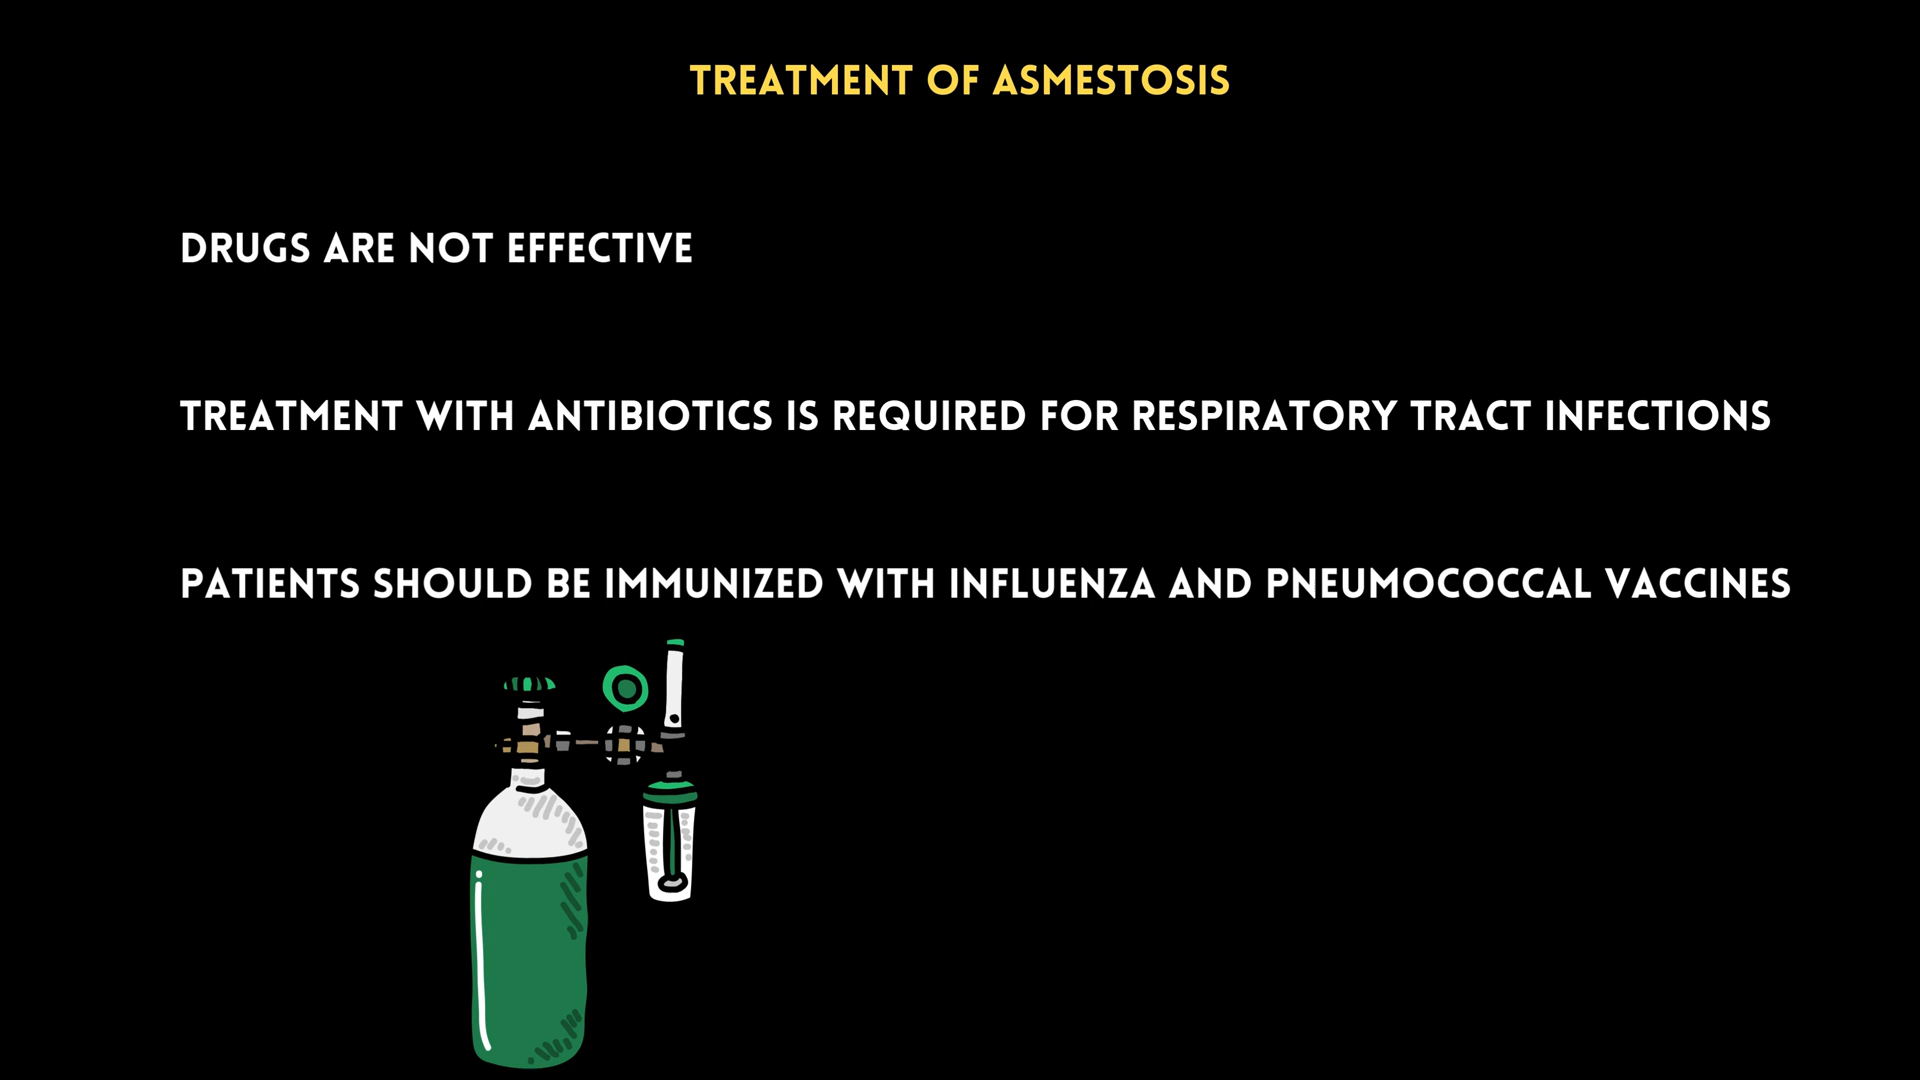 TREATMENT OF ASMESTOSIS
DRUGS ARE NOT EFFECTIVE
TREATMENT WITH ANTIBIOTICS IS REQUIRED FOR RESPIRATORY TRACT INFECTIONS
PATIENTS SHOULD BE IMMUNIZED WITH INFLUENZA AND PNEUMOCOCCAL VACCINES